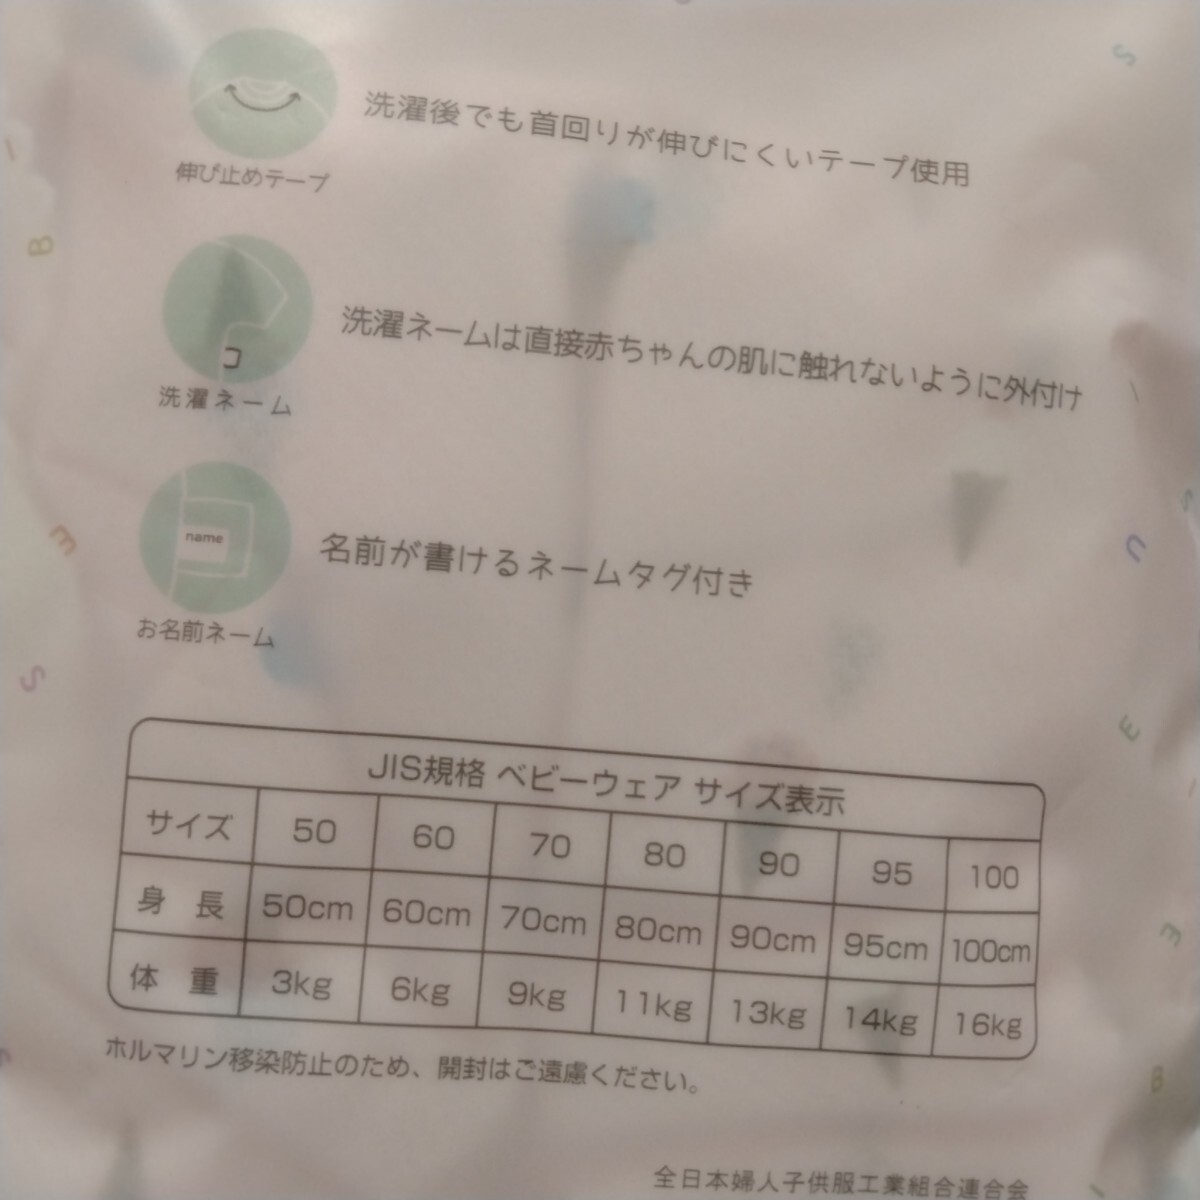 洗濯後でも首回りが伸びにくいテープ使用
伸び止めテープ
洗濯ネームは直接赤ちゃんの肌に触れないように外付け
洗濯ネーム
name
名前が書けるネームタグ付き
お名前ネーム
JIS規格 ベビーウェア サイズ表示
サイズ 50 60 70 80 90 95 100
身 長 50cm 60cm 70cm 80cm 90cm 95cm 100cm
体 重 3kg 6kg 9kg 11kg 13kg 14kg 16kg
ホルマリン移染防止のため、開封はご遠慮ください。
全日本婦人子供服工業組合連合会